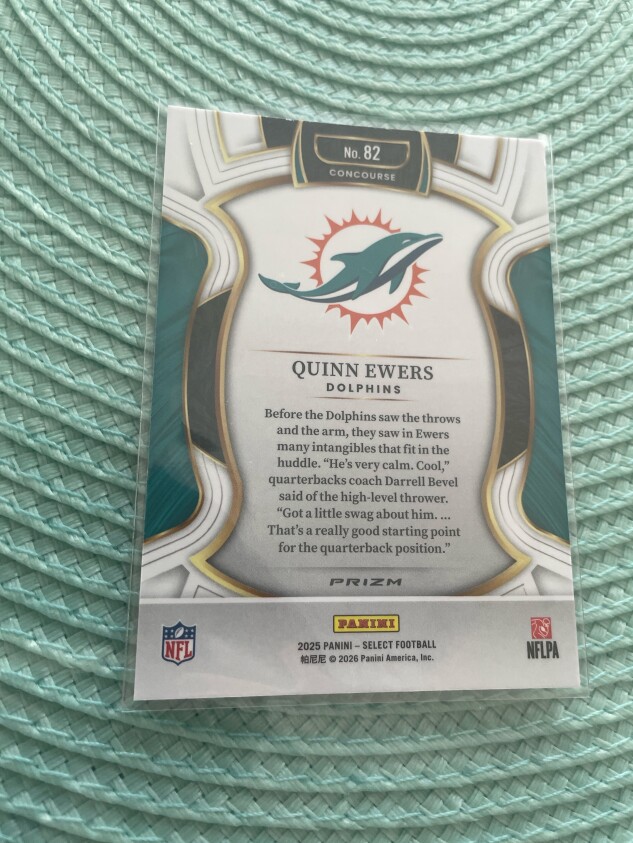 No. 82
CONCOURSE
QUINN EWERS
DOLPHINS
Before the Dolphins saw the throws
and the arm, they saw in Ewers
many intangibles that fit in the
huddle. “He’s very calm. Cool,”
quarterbacks coach Darrell Bevel
said of the high-level thrower.
“Got a little swag about him. ...
That’s a really good starting point
for the quarterback position.”
PRIZM
PANINI
NFL
2025 PANINI – SELECT FOOTBALL
帕尼尼 © 2026 Panini America, Inc.
NFLPA